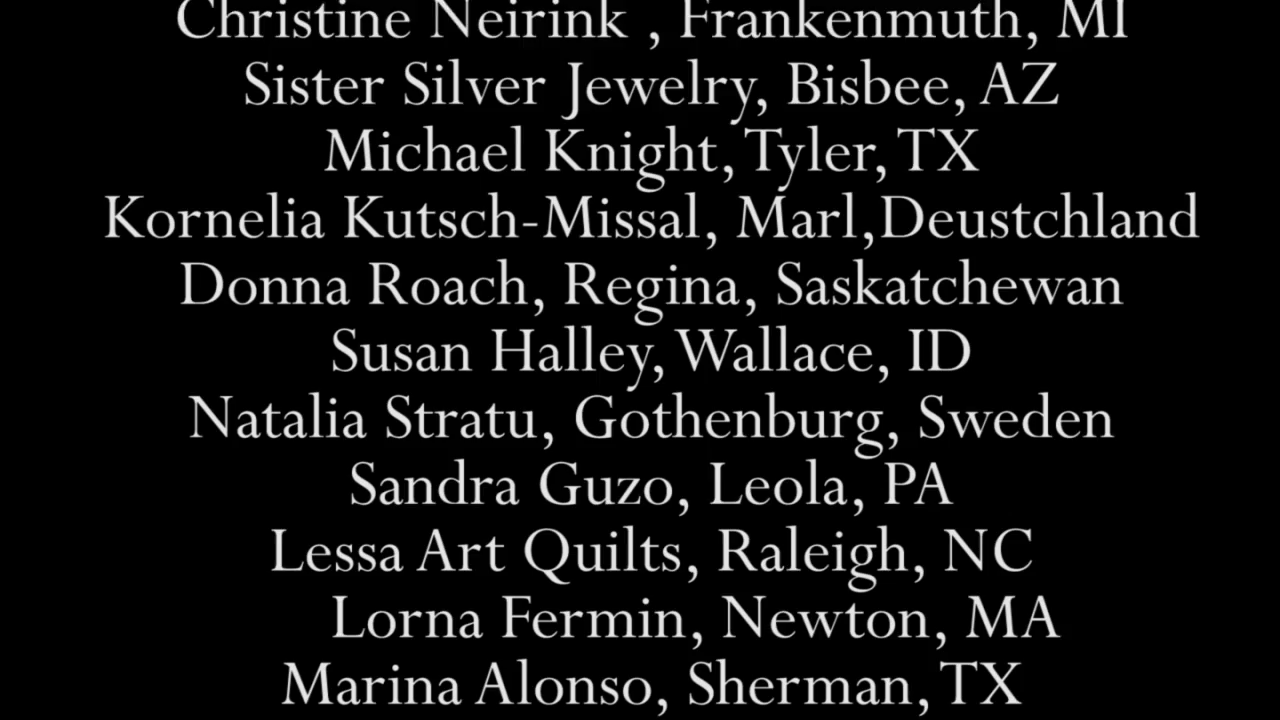 Christine Neirink , Frankenmuth, MI
Sister Silver Jewelry, Bisbee, AZ
Michael Knight, Tyler, TX
Kornelia Kutsch-Missal, Marl,Deustchland
Donna Roach, Regina, Saskatchewan
Susan Halley, Wallace, ID
Natalia Stratu, Gothenburg, Sweden
Sandra Guzo, Leola, PA
Lessa Art Quilts, Raleigh, NC
Lorna Fermin, Newton, MA
Marina Alonso, Sherman, TX